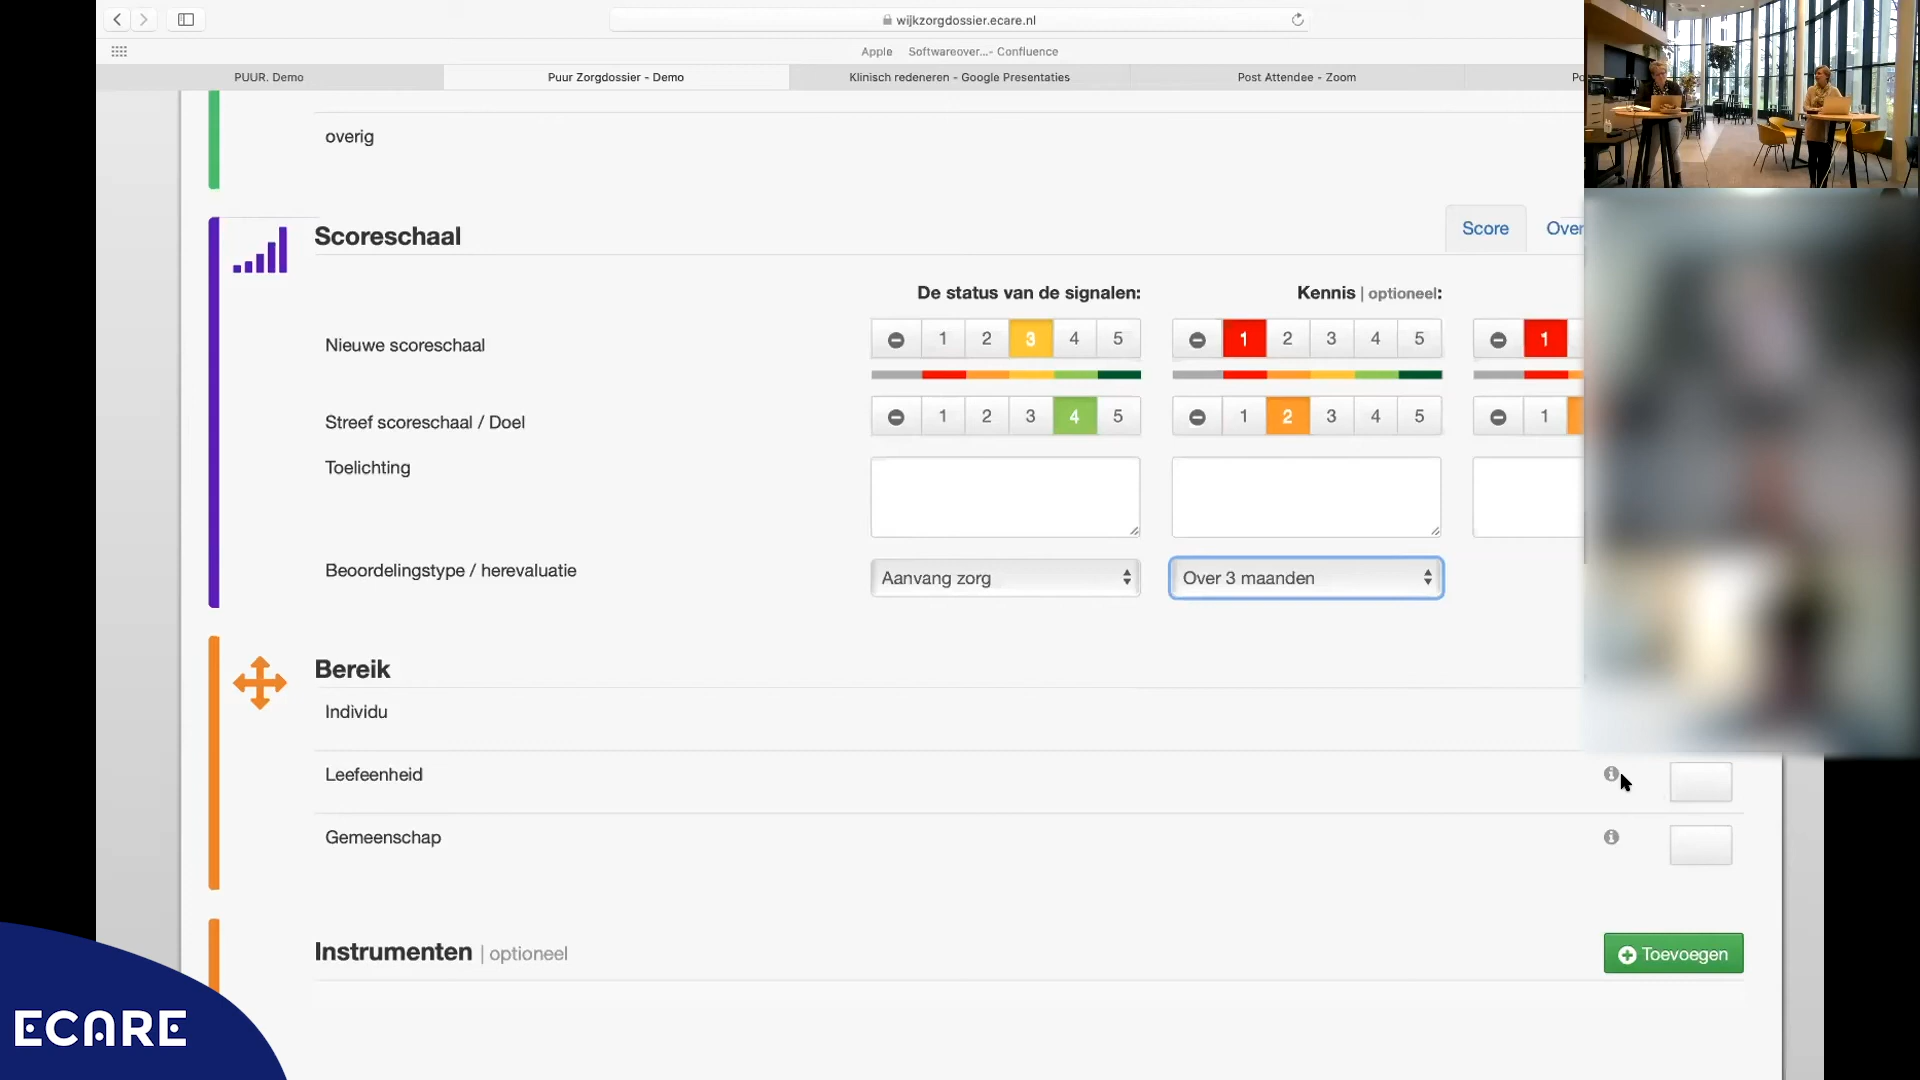 wijkzorgdossier.ecare.nl
Apple Softwareover...- Confluence
PUUR. Demo Puur Zorgdossier - Demo Klinisch redeneren - Google Presentaties Post Attendee - Zoom
overig
Scoreschaal Score Over
De status van de signalen: Kennis | optioneel:
Nieuwe scoreschaal 1 2 3 4 5 1 2 3 4 5 1
Streef scoreschaal / Doel 1 2 3 4 5 1 2 3 4 5 1
Toelichting
Beoordelingstype / herevaluatie Aanvang zorg Over 3 maanden
Bereik
Individu
Leefeenheid
Gemeenschap
Instrumenten | optioneel Toevoegen
ECARE